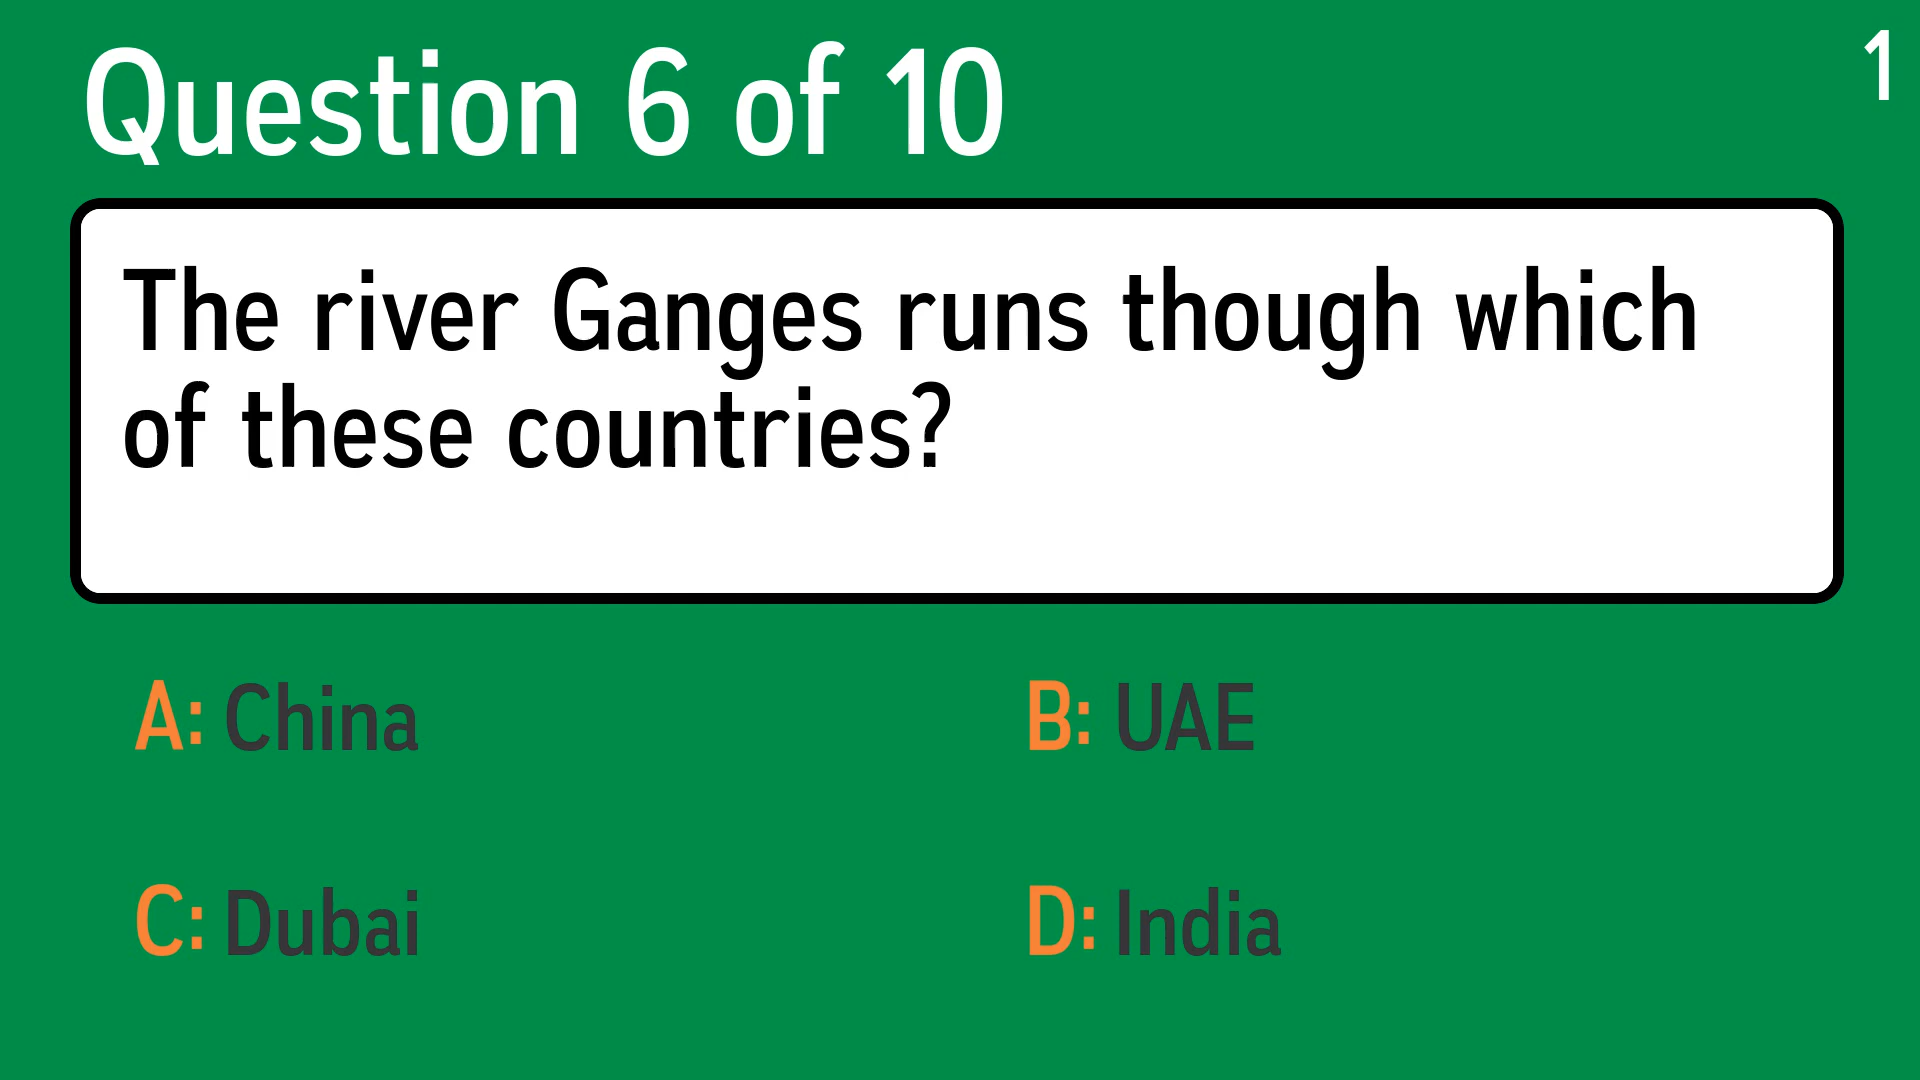 Question 6 of 10
1
The river Ganges runs though which
of these countries?
A: China
B: UAE
C: Dubai
D: India